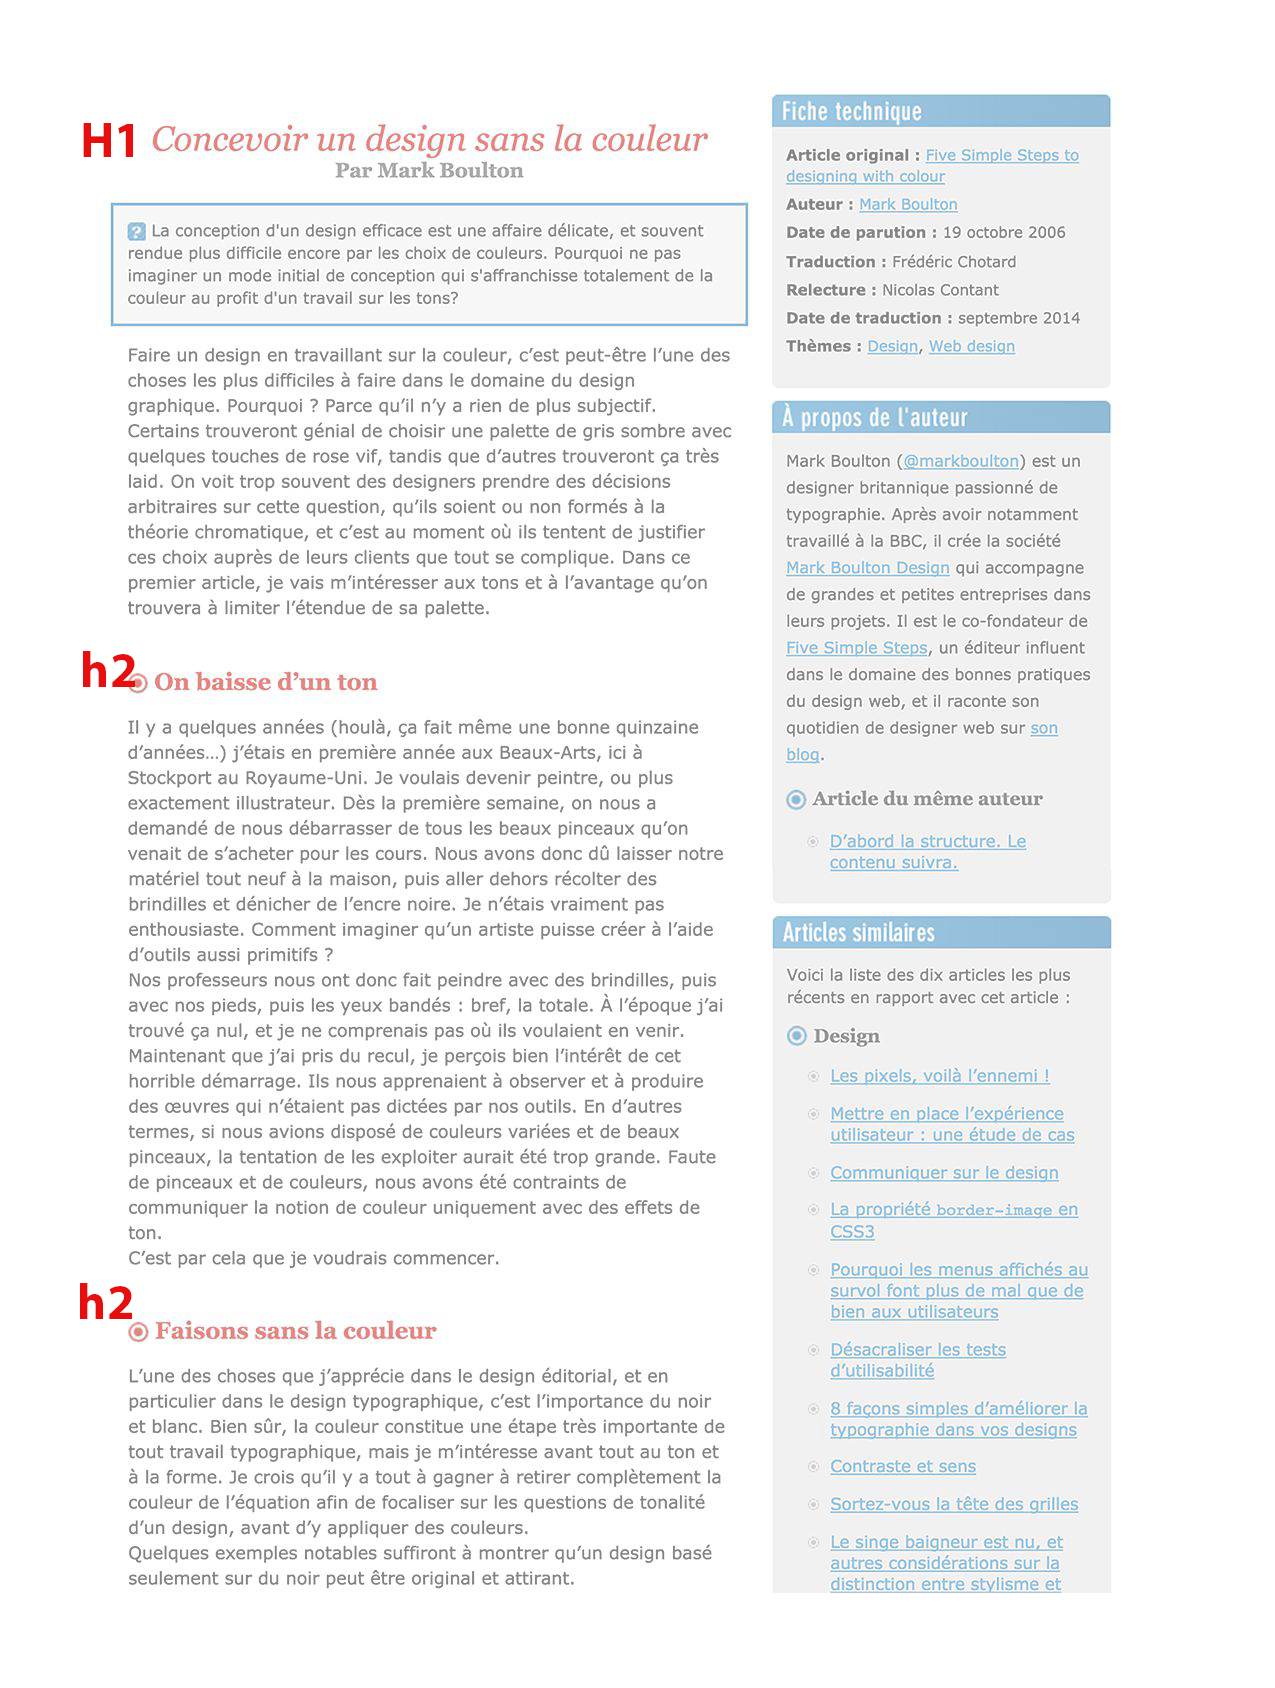 H1 Concevoir un design sans la couleur
Par Mark Boulton
? La conception d'un design efficace est une affaire délicate, et souvent
rendue plus difficile encore par les choix de couleurs. Pourquoi ne pas
imaginer un mode initial de conception qui s'affranchisse totalement de la
couleur au profit d'un travail sur les tons?
Faire un design en travaillant sur la couleur, c’est peut-être l’une des
choses les plus difficiles à faire dans le domaine du design
graphique. Pourquoi ? Parce qu’il n’y a rien de plus subjectif.
Certains trouveront génial de choisir une palette de gris sombre avec
quelques touches de rose vif, tandis que d’autres trouveront ça très
laid. On voit trop souvent des designers prendre des décisions
arbitraires sur cette question, qu’ils soient ou non formés à la
théorie chromatique, et c’est au moment où ils tentent de justifier
ces choix auprès de leurs clients que tout se complique. Dans ce
premier article, je vais m’intéresser aux tons et à l’avantage qu’on
trouvera à limiter l’étendue de sa palette.
h2 On baisse d’un ton
Il y a quelques années (houlà, ça fait même une bonne quinzaine
d’années…) j’étais en première année aux Beaux-Arts, ici à
Stockport au Royaume-Uni. Je voulais devenir peintre, ou plus
exactement illustrateur. Dès la première semaine, on nous a
demandé de nous débarrasser de tous les beaux pinceaux qu’on
venait de s’acheter pour les cours. Nous avons donc dû laisser notre
matériel tout neuf à la maison, puis aller dehors récolter des
brindilles et dénicher de l’encre noire. Je n’étais vraiment pas
enthousiaste. Comment imaginer qu’un artiste puisse créer à l’aide
d’outils aussi primitifs ?
Nos professeurs nous ont donc fait peindre avec des brindilles, puis
avec nos pieds, puis les yeux bandés : bref, la totale. À l’époque j’ai
trouvé ça nul, et je ne comprenais pas où ils voulaient en venir.
Maintenant que j’ai pris du recul, je perçois bien l’intérêt de cet
horrible démarrage. Ils nous apprenaient à observer et à produire
des œuvres qui n’étaient pas dictées par nos outils. En d’autres
termes, si nous avions disposé de couleurs variées et de beaux
pinceaux, la tentation de les exploiter aurait été trop grande. Faute
de pinceaux et de couleurs, nous avons été contraints de
communiquer la notion de couleur uniquement avec des effets de
ton.
C’est par cela que je voudrais commencer.
h2
Faisons sans la couleur
L’une des choses que j’apprécie dans le design éditorial, et en
particulier dans le design typographique, c’est l’importance du noir
et blanc. Bien sûr, la couleur constitue une étape très importante de
tout travail typographique, mais je m’intéresse avant tout au ton et
à la forme. Je crois qu’il y a tout à gagner à retirer complètement la
couleur de l’équation afin de focaliser sur les questions de tonalité
d’un design, avant d’y appliquer des couleurs.
Quelques exemples notables suffiront à montrer qu’un design basé
seulement sur du noir peut être original et attirant.
Fiche technique
Article original : Five Simple Steps to
designing with colour
Auteur : Mark Boulton
Date de parution : 19 octobre 2006
Traduction : Frédéric Chotard
Relecture : Nicolas Contant
Date de traduction : septembre 2014
Thèmes : Design, Web design
À propos de l'auteur
Mark Boulton (@markboulton) est un
designer britannique passionné de
typographie. Après avoir notamment
travaillé à la BBC, il crée la société
Mark Boulton Design qui accompagne
de grandes et petites entreprises dans
leurs projets. Il est le co-fondateur de
Five Simple Steps, un éditeur influent
dans le domaine des bonnes pratiques
du design web, et il raconte son
quotidien de designer web sur son
blog.
Article du même auteur
D’abord la structure. Le
contenu suivra.
Articles similaires
Voici la liste des dix articles les plus
récents en rapport avec cet article :
Design
Les pixels, voilà l’ennemi !
Mettre en place l’expérience
utilisateur : une étude de cas
Communiquer sur le design
La propriété border-image en
CSS3
Pourquoi les menus affichés au
survol font plus de mal que de
bien aux utilisateurs
Désacraliser les tests
d’utilisabilité
8 façons simples d’améliorer la
typographie dans vos designs
Contraste et sens
Sortez-vous la tête des grilles
Le singe baigneur est nu, et
autres considérations sur la
distinction entre stylisme et